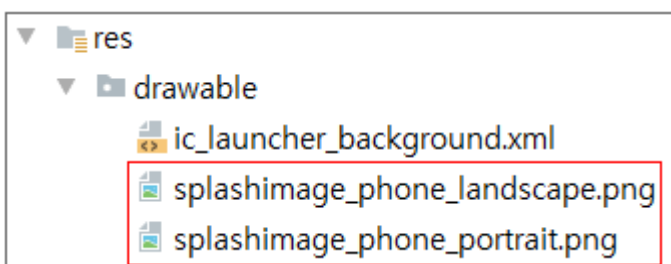 res
drawable
ic_launcher_background.xml
splashimage_phone_landscape.png
splashimage_phone_portrait.png